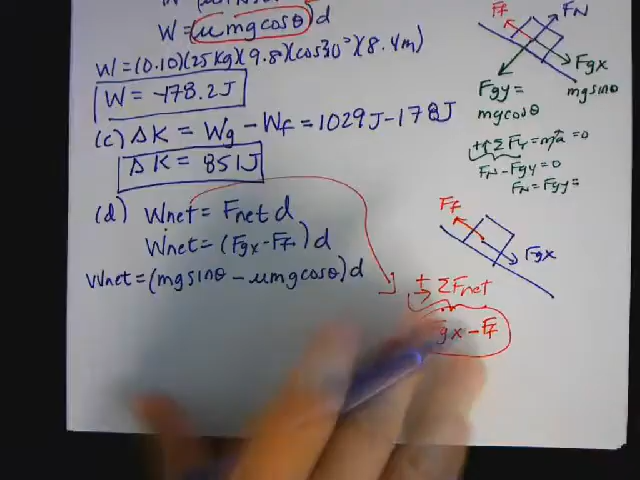 W = (μmgcosθ)d
W = (0.10)(25kg)(9.8)(cos30°)(8.4m)
W = -178.2J
(c) ΔK = Wg - Wf = 1029J - 178J
ΔK = 851J
(d) Wnet = Fnet d
Wnet = (Fgx - Ff)d
Wnet = (mgsinθ - μmgcosθ)d
Ff
FN
Fgx
mgsinθ
Fgy =
mgcosθ
ΣFy = ma = 0
FN - Fgy = 0
FN = Fgy =
Ff
Fgx
+ ΣFnet
gx - Ff